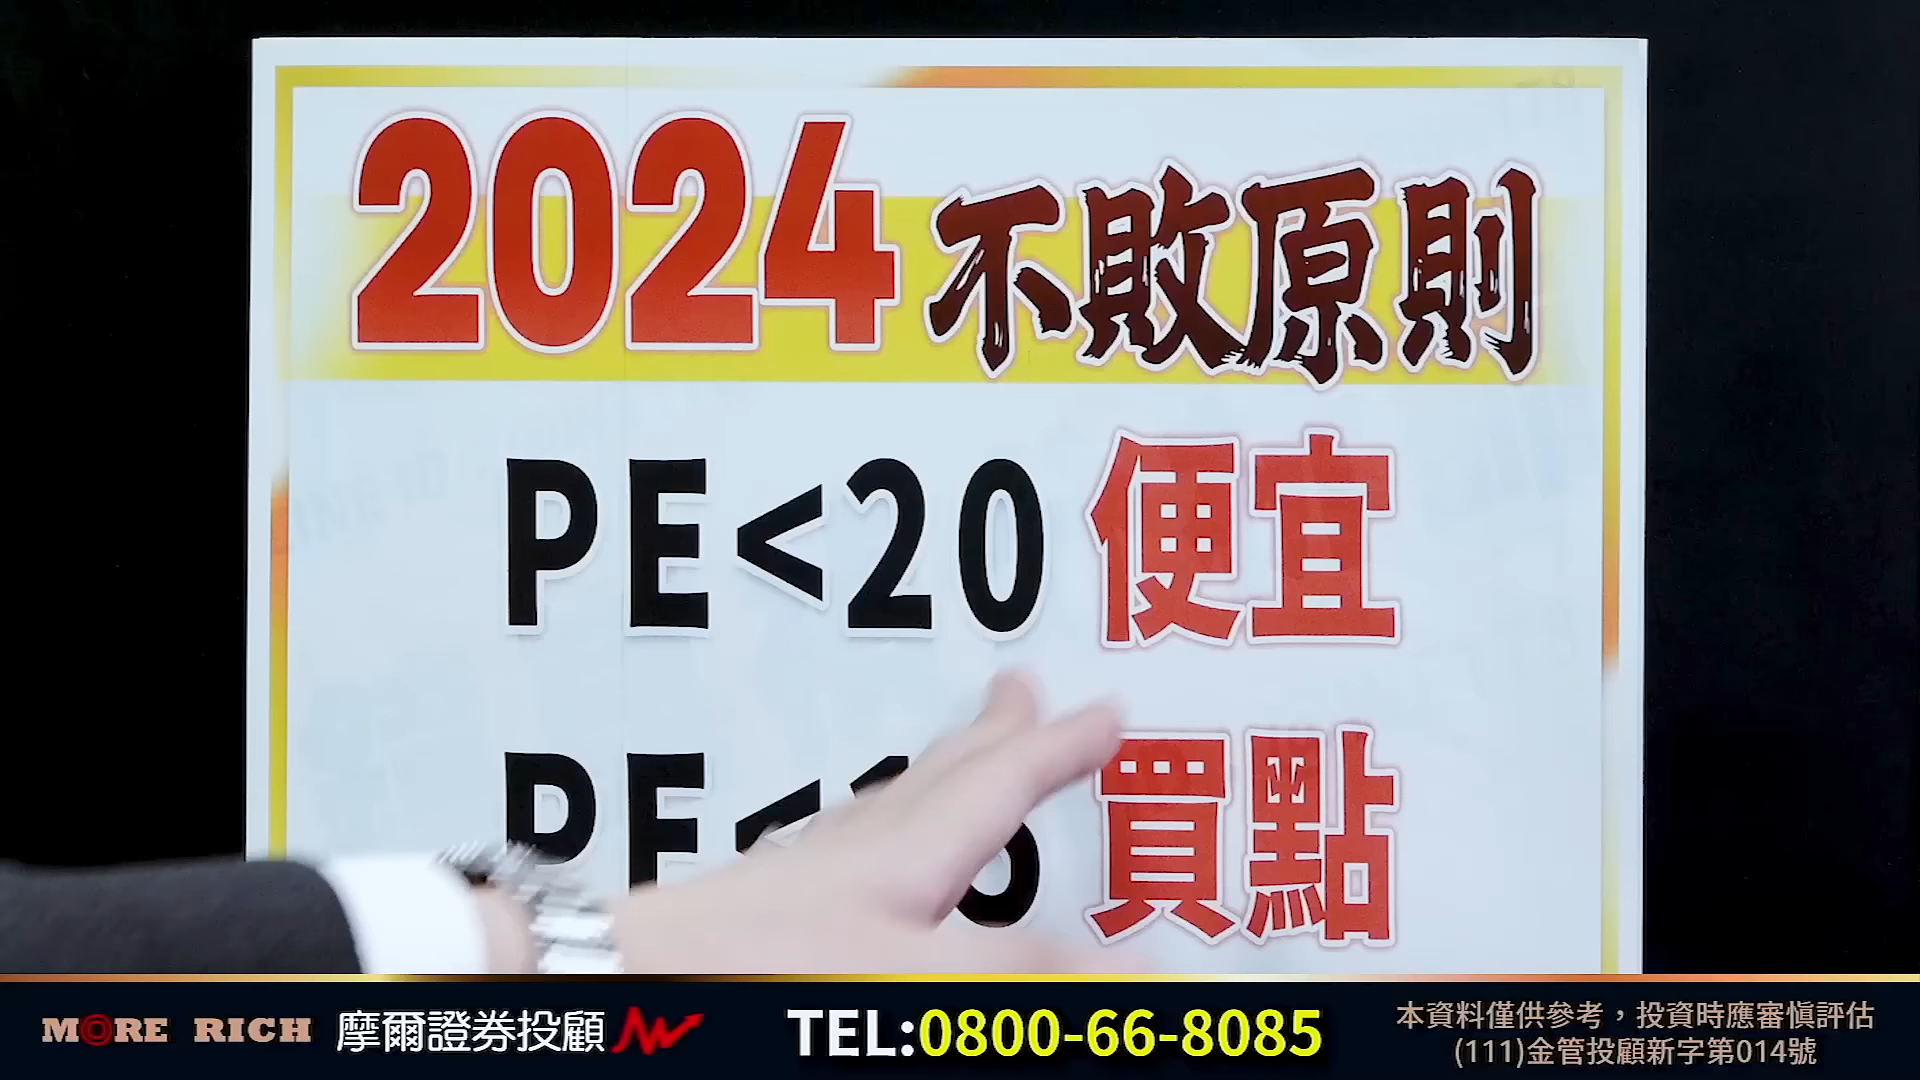 2024 不敗原則
PE<20 便宜
PE<1 買點
MORE RICH 摩爾證券投顧
TEL:0800-66-8085
本資料僅供參考，投資時應審慎評估
(111)金管投顧新字第014號